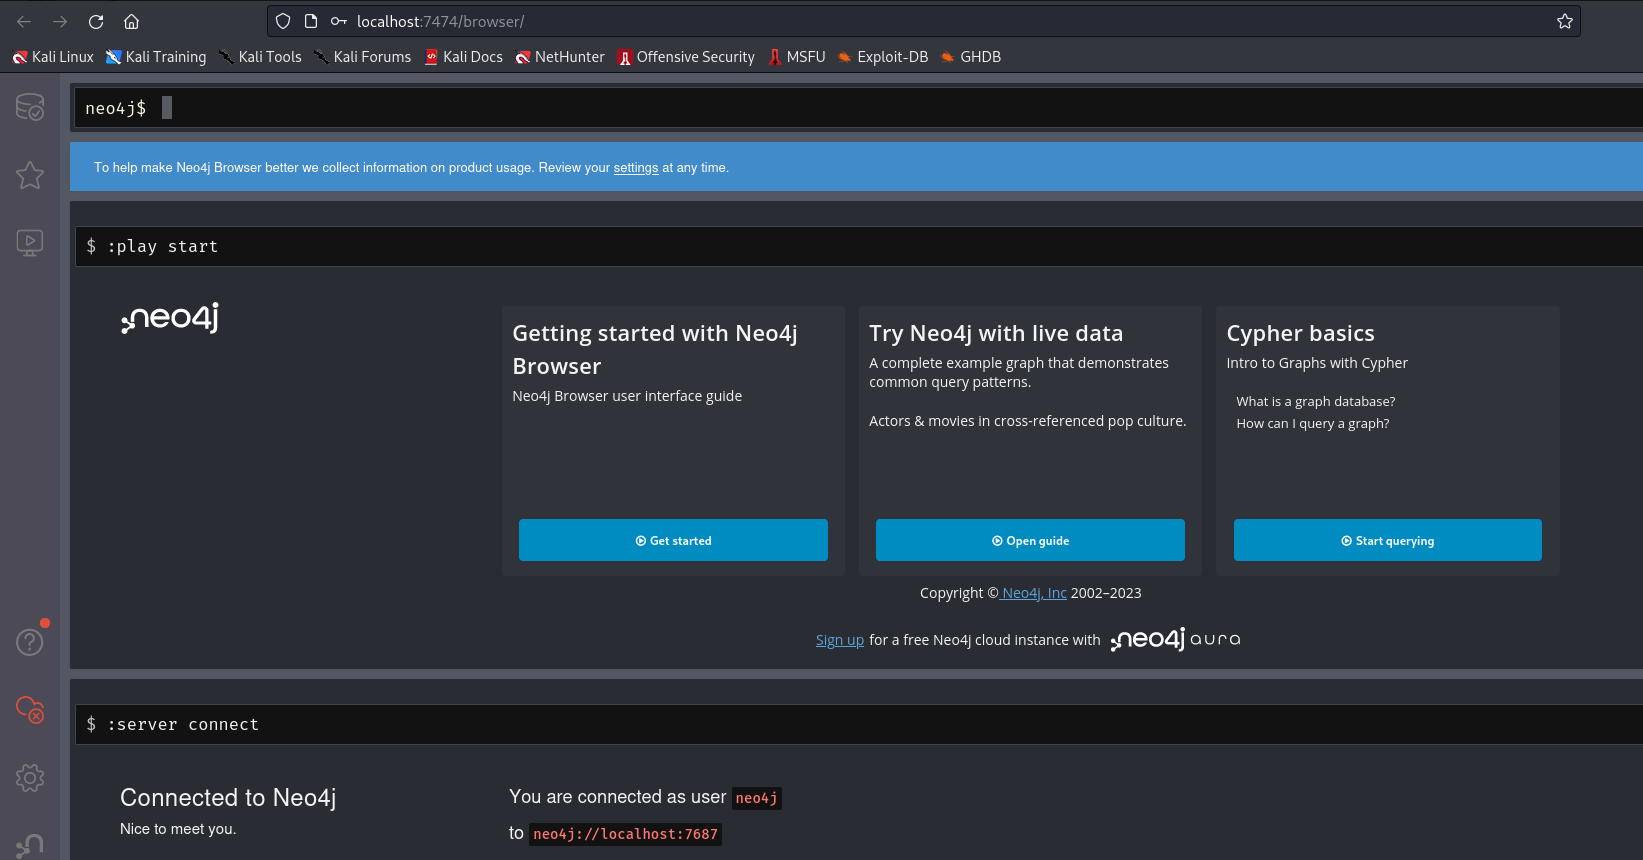 localhost:7474/browser/
Kali Linux Kali Training Kali Tools Kali Forums Kali Docs NetHunter Offensive Security MSFU Exploit-DB GHDB
neo4j$
To help make Neo4j Browser better we collect information on product usage. Review your settings at any time.
$ :play start
neo4j
Getting started with Neo4j
Browser
Neo4j Browser user interface guide
Get started
Try Neo4j with live data
A complete example graph that demonstrates
common query patterns.
Actors & movies in cross-referenced pop culture.
Open guide
Cypher basics
Intro to Graphs with Cypher
What is a graph database?
How can I query a graph?
Start querying
Copyright © Neo4j, Inc 2002–2023
Sign up for a free Neo4j cloud instance with neo4j aura
$ :server connect
Connected to Neo4j
Nice to meet you.
You are connected as user neo4j
to neo4j://localhost:7687